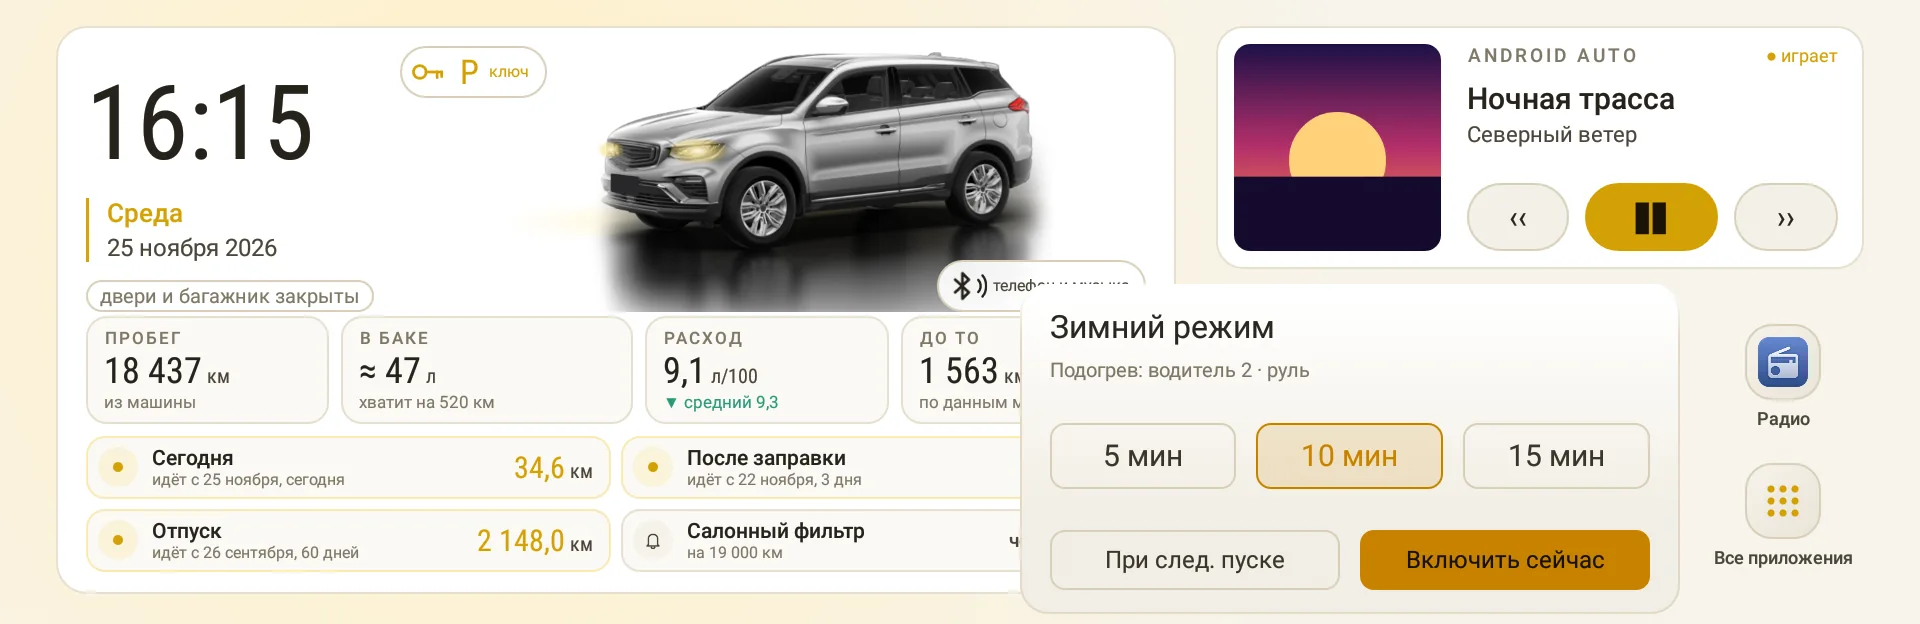 16:15
P ключ
Среда
25 ноября 2026
двери и багажник закрыты
ПРОБЕГ
18 437 км
из машины
В БАКЕ
≈ 47 л
хватит на 520 км
РАСХОД
9,1 л/100
▼ средний 9,3
ДО ТО
1 563
по данным
Сегодня
идёт с 25 ноября, сегодня
34,6 км
После заправки
идёт с 22 ноября, 3 дня
Отпуск
идёт с 26 сентября, 60 дней
2 148,0 км
Салонный фильтр
на 19 000 км
ANDROID AUTO
• играет
Ночная трасса
Северный ветер
‹‹
››
Зимний режим
Подогрев: водитель 2 · руль
5 мин
10 мин
15 мин
При след. пуске
Включить сейчас
Радио
Все приложения